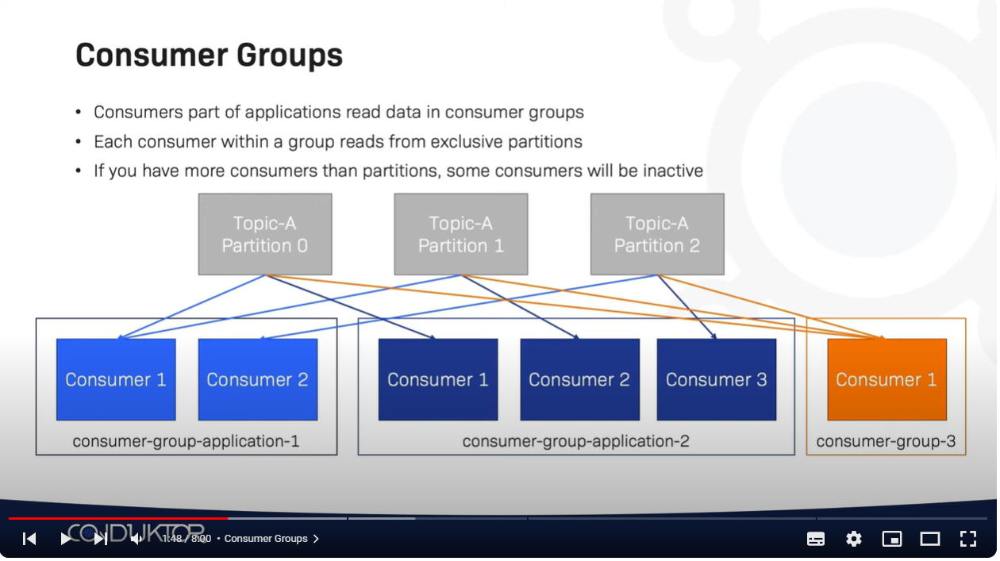 Consumer Groups
• Consumers part of applications read data in consumer groups
• Each consumer within a group reads from exclusive partitions
• If you have more consumers than partitions, some consumers will be inactive
Topic-A
Partition 0
Topic-A
Partition 1
Topic-A
Partition 2
Consumer 1
Consumer 2
consumer-group-application-1
Consumer 1
Consumer 2
Consumer 3
consumer-group-application-2
Consumer 1
consumer-group-3
CONDUKTOR
1:48 / 8:00 • Consumer Groups